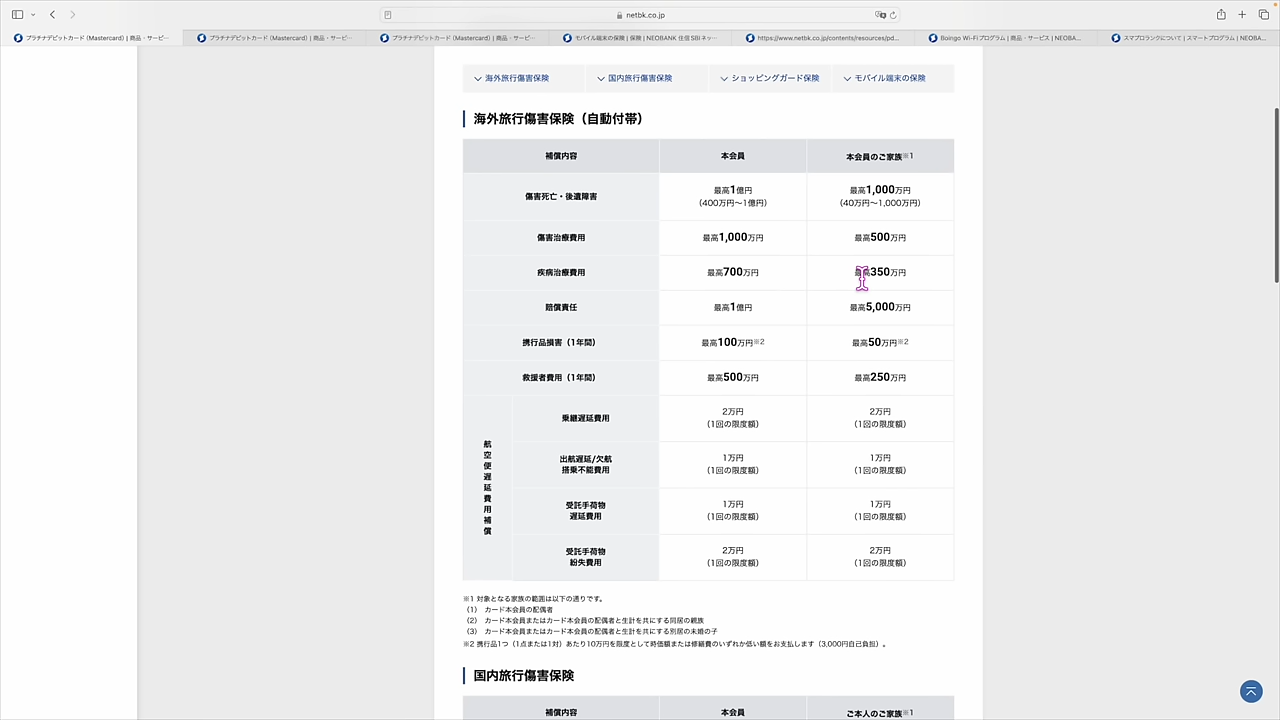 netbk.co.jp
プラチナデビットカード (Mastercard) | 商品・サービ…
プラチナデビットカード (Mastercard) | 商品・サービ…
プラチナデビットカード (Mastercard) | 商品・サービ…
モバイル端末の保険 | 保険 | NEOBANK 住信SBIネッ…
https://www.netbk.co.jp/contents/resources/pd…
Boingo Wi-Fiプログラム | 商品・サービス | NEOBA…
スマプロランクについて | スマートプログラム | NEOBA…
海外旅行傷害保険
国内旅行傷害保険
ショッピングガード保険
モバイル端末の保険
海外旅行傷害保険（自動付帯）
補償内容
本会員
本会員のご家族※1
傷害死亡・後遺障害
最高1億円
（400万円〜1億円）
最高1,000万円
（40万円〜1,000万円）
傷害治療費用
最高1,000万円
最高500万円
疾病治療費用
最高700万円
最高350万円
賠償責任
最高1億円
最高5,000万円
携行品損害（1年間）
最高100万円※2
最高50万円※2
救援者費用（1年間）
最高500万円
最高250万円
航空便遅延費用補償
乗継遅延費用
2万円
（1回の限度額）
2万円
（1回の限度額）
出航遅延/欠航
搭乗不能費用
1万円
（1回の限度額）
1万円
（1回の限度額）
受託手荷物
遅延費用
1万円
（1回の限度額）
1万円
（1回の限度額）
受託手荷物
紛失費用
2万円
（1回の限度額）
2万円
（1回の限度額）
※1 対象となる家族の範囲は以下の通りです。
（1） カード本会員の配偶者
（2） カード本会員またはカード本会員の配偶者と生計を共にする同居の親族
（3） カード本会員またはカード本会員の配偶者と生計を共にする別居の未婚の子
※2 携行品1つ（1点または1対）あたり10万円を限度として時価額または修繕費のいずれか低い額をお支払します（3,000円自己負担）。
国内旅行傷害保険
補償内容
本会員
ご本人のご家族※1